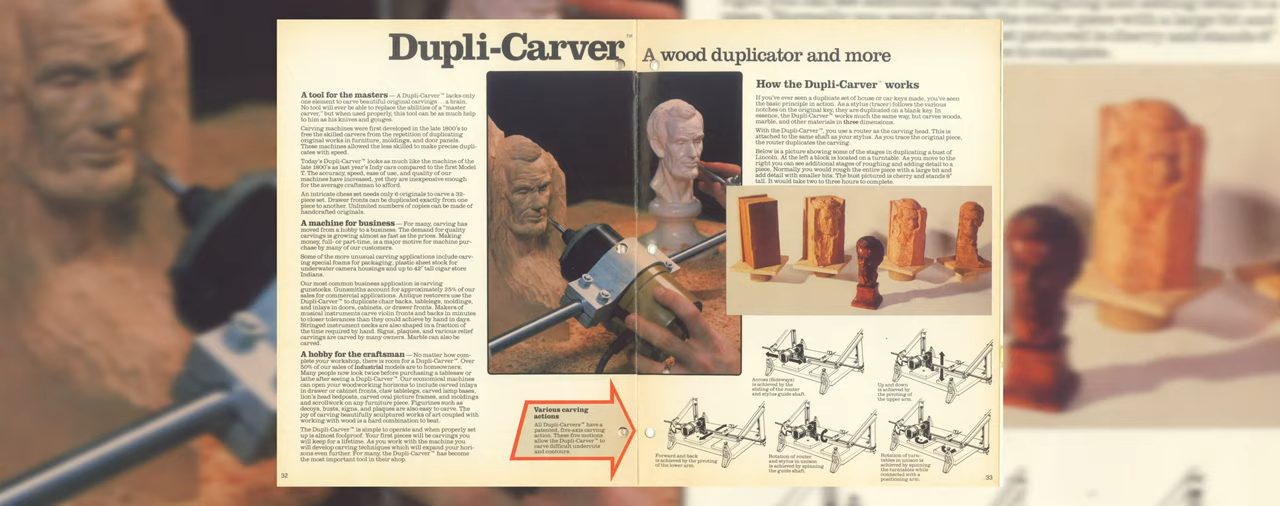 Dupli-Carver™
A wood duplicator and more
A tool for the masters — A Dupli-Carver™ lacks only
one element to carve beautiful original carvings . . . a brain.
No tool will ever be able to replace the abilities of a "master
carver," but when used properly, this tool can be as much help
to him as his knives and gouges.
Carving machines were first developed in the late 1800's to
free the skilled carvers from the repetition of duplicating
original works in furniture, moldings, and door panels.
These machines allowed the less skilled to make precise dupli-
cates with speed.
Today's Dupli-Carver™ looks as much like the machine of the
late 1800's as last year's Indy cars compared to the first Model
T. The accuracy, speed, ease of use, and quality of our
machines have increased, yet they are inexpensive enough
for the average craftsman to afford.
An intricate chess set needs only 6 originals to carve a 32-
piece set. Drawer fronts can be duplicated exactly from one
piece to another. Unlimited numbers of copies can be made of
handcrafted originals.
A machine for business — For many, carving has
moved from a hobby to a business. The demand for quality
carvings is growing almost as fast as the prices. Making
money, full- or part-time, is a major motive for machine pur-
chase by many of our customers.
Some of the more unusual carving applications include carv-
ing special foams for packaging, plastic sheet stock for
underwater camera housings and up to 42" tall cigar store
Indians.
Our most common business application is carving
gunstocks. Gunsmiths account for approximately 25% of our
sales for commercial applications. Antique restorers use the
Dupli-Carver™ to duplicate chair backs, tablelegs, moldings,
and inlays in doors, cabinets, or drawer fronts. Makers of
musical instruments carve violin fronts and backs in minutes
to closer tolerances than they could achieve by hand in days.
Stringed instrument necks are also shaped in a fraction of
the time required by hand. Signs, plaques, and various relief
carvings are carved by many owners. Marble can also be
carved.
A hobby for the craftsman — No matter how com-
plete your workshop, there is room for a Dupli-Carver™. Over
50% of our sales of industrial models are to homeowners.
Many people now look twice before purchasing a tablesaw or
lathe after seeing a Dupli-Carver™. Our economical machines
can open your woodworking horizons to include carved inlays
in drawer or cabinet fronts, claw tablelegs, carved lamp bases,
lion's head bedposts, carved oval picture frames, and moldings
and scrollwork on any furniture piece. Figurines such as
decoys, busts, signs, and plaques are also easy to carve. The
joy of carving beautifully sculptured works of art coupled with
working with wood is a hard combination to beat.
The Dupli-Carver™ is simple to operate and when properly set
up is almost foolproof. Your first pieces will be carvings you
will keep for a lifetime. As you work with the machine you
will develop carving techniques which will expand your hori-
zons even further. For many, the Dupli-Carver™ has become
the most important tool in their shop.
32
Various carving
actions
All Dupli-Carvers™ have a
patented, five-axis carving
action. These five motions
allow the Dupli-Carver™ to
carve difficult undercuts
and contours.
How the Dupli-Carver™ works
If you've ever seen a duplicate set of house or car keys made, you've seen
the basic principle in action. As a stylus (tracer) follows the various
notches on the original key, they are duplicated on a blank key. In
essence, the Dupli-Carver™ works much the same way, but carves woods,
marble, and other materials in three dimensions.
With the Dupli-Carver™, you use a router as the carving head. This is
attached to the same shaft as your stylus. As you trace the original piece,
the router duplicates the carving.
Below is a picture showing some of the stages in duplicating a bust of
Lincoln. At the left a block is located on a turntable. As you move to the
right you can see additional stages of roughing and adding detail to a
piece. Normally you would rough the entire piece with a large bit and
add detail with smaller bits. The bust pictured is cherry and stands 8"
tall. It would take two to three hours to complete.
Across (Sideways)
is achieved by the
sliding of the router
and stylus guide shaft.
Up and down
is achieved by
the pivoting of
the upper arm.
Forward and back
is achieved by the pivoting
of the lower arm.
Rotation of router
and stylus in unison is
achieved by spinning
the guide shaft.
Rotation of turn-
tables in unison is
achieved by spinning
the turntables while
connected with a
positioning arm.
33